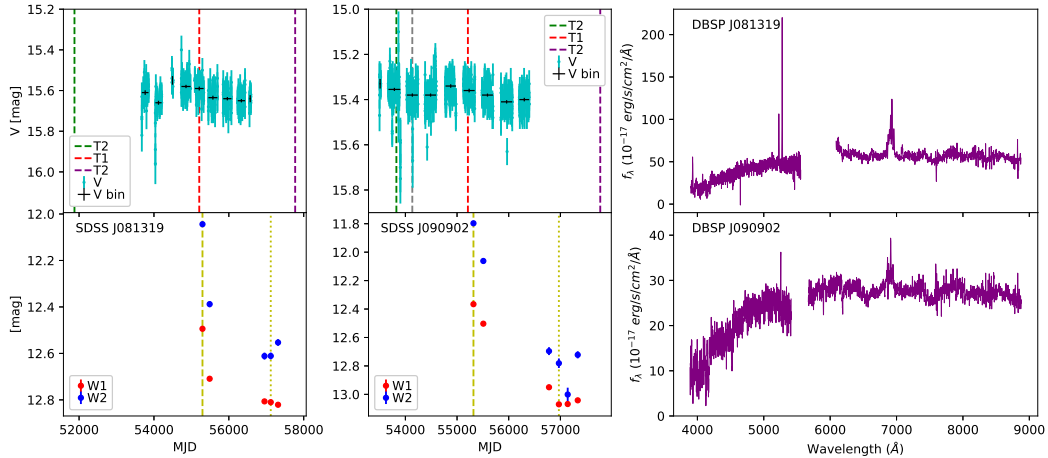 15.2
15.4
15.6
15.8
16.0
V [mag]
T2
T1
T2
V
V bin
15.0
15.2
15.4
15.6
15.8
T2
T1
T2
V
V bin
DBSP J081319
200
150
100
50
0
fλ (10⁻¹⁷ erg/s/cm²/Å)
12.0
12.2
12.4
12.6
12.8
[mag]
SDSS J081319
W1
W2
52000
54000
56000
58000
MJD
11.8
12.0
12.2
12.4
12.6
12.8
13.0
SDSS J090902
W1
W2
54000
55000
57000
MJD
DBSP J090902
40
30
20
10
0
fλ (10⁻¹⁷ erg/s/cm²/Å)
4000
5000
6000
7000
8000
9000
Wavelength (Å)